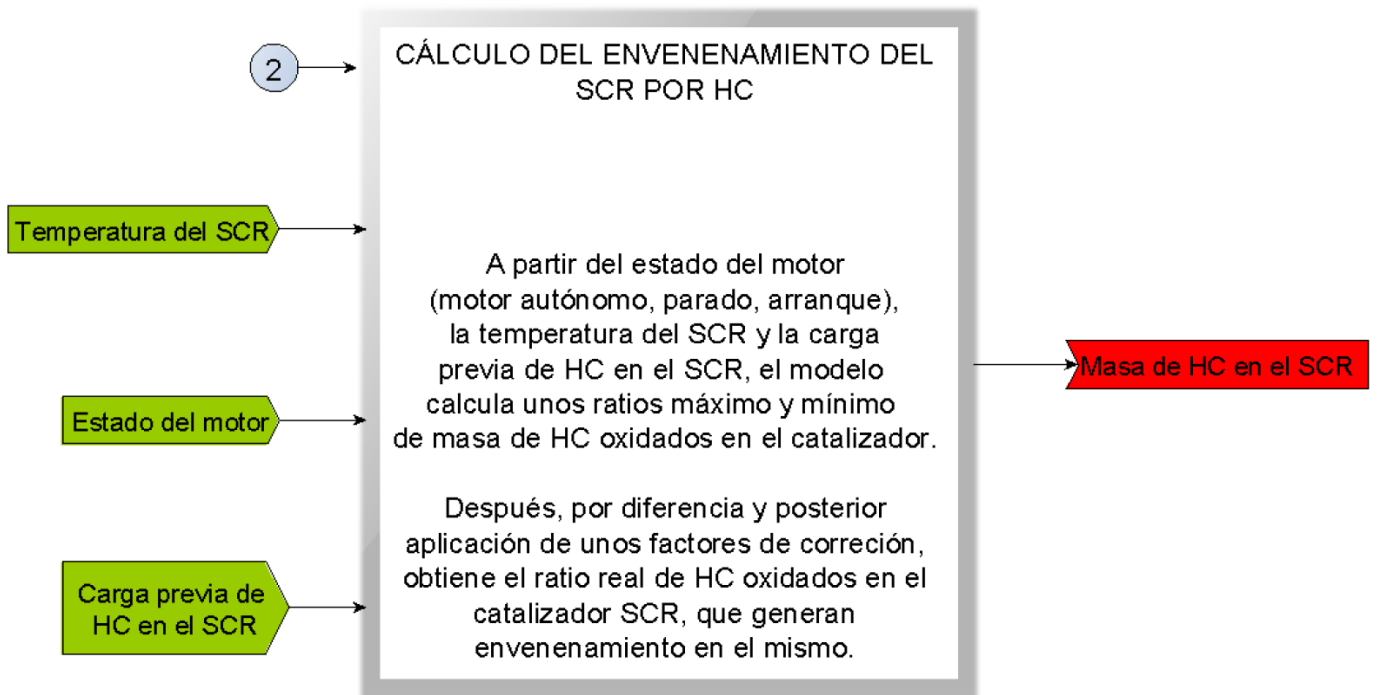 2
CÁLCULO DEL ENVENENAMIENTO DEL
SCR POR HC
Temperatura del SCR
Estado del motor
Carga previa de
HC en el SCR
A partir del estado del motor
(motor autónomo, parado, arranque),
la temperatura del SCR y la carga
previa de HC en el SCR, el modelo
calcula unos ratios máximo y mínimo
de masa de HC oxidados en el catalizador.
Después, por diferencia y posterior
aplicación de unos factores de correción,
obtiene el ratio real de HC oxidados en el
catalizador SCR, que generan
envenenamiento en el mismo.
Masa de HC en el SCR